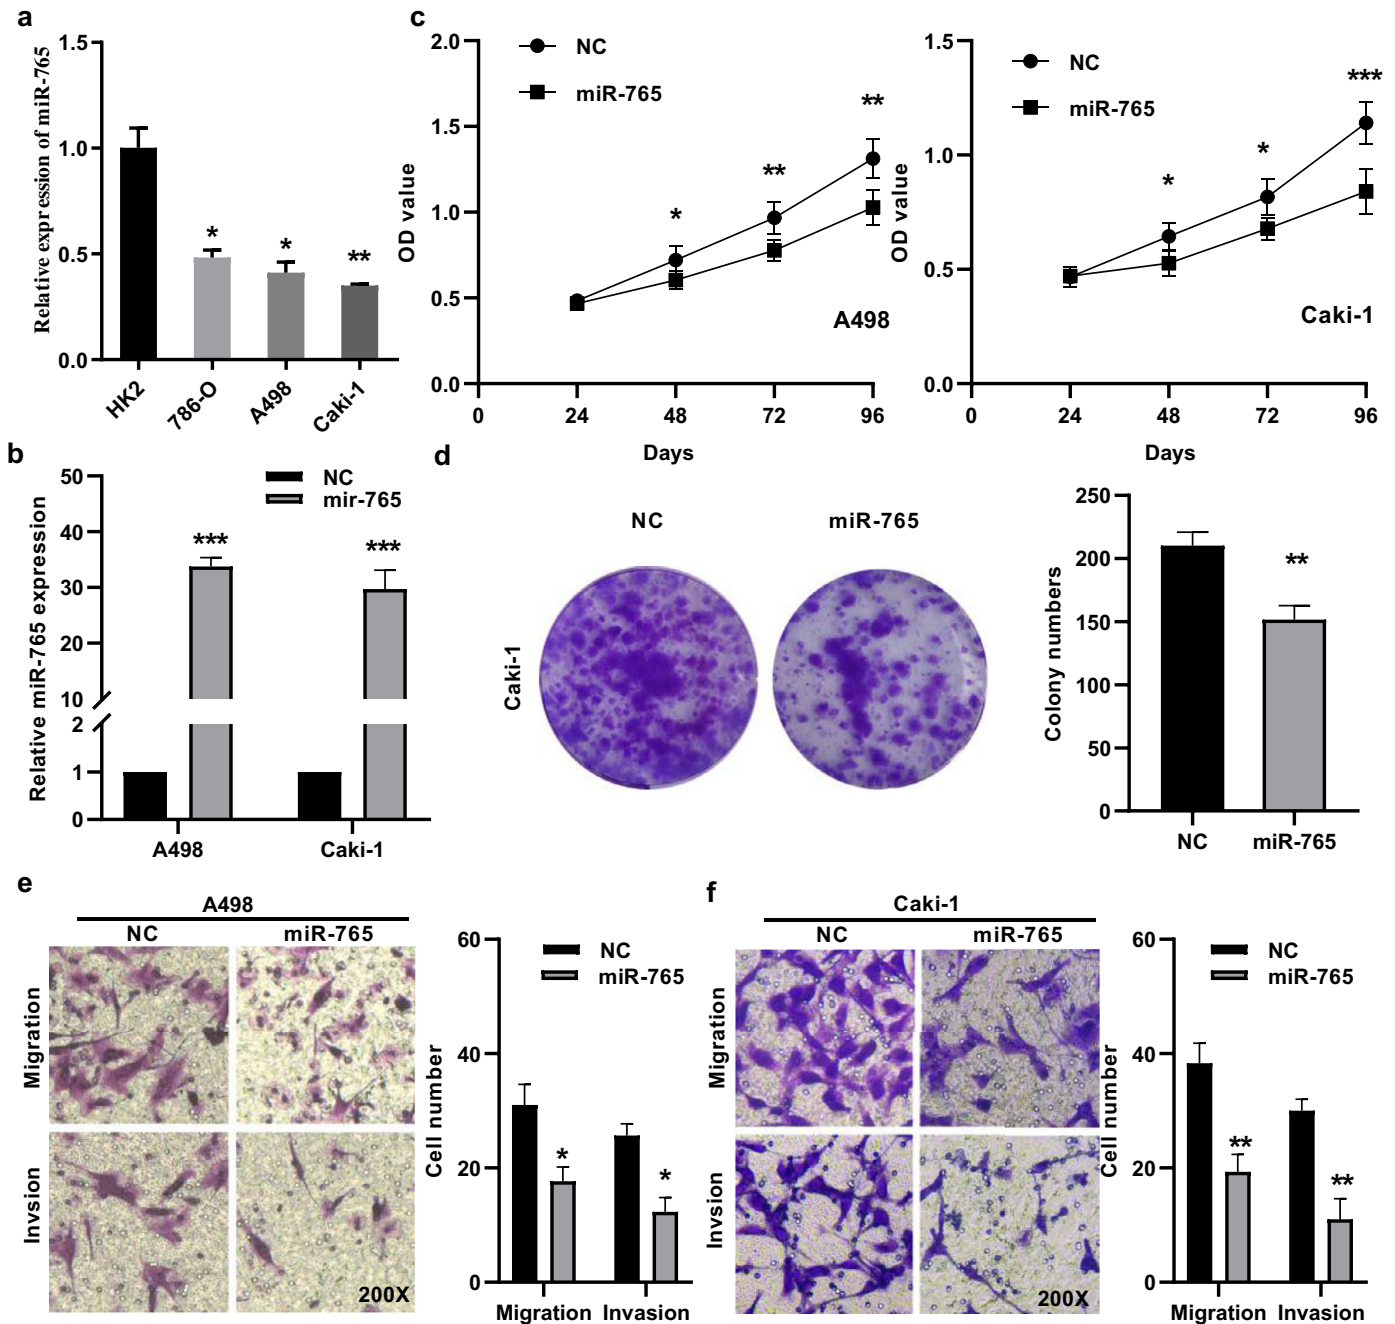 a
Relative expression of miR-765
1.5
1.0
0.5
0.0
*
*
**
HK2
786-O
A498
Caki-1
b
Relative miR-765 expression
50
40
30
20
10
2
1
0
NC
mir-765
***
***
A498
Caki-1
c
OD value
2.0
1.5
1.0
0.5
0.0
NC
miR-765
*
**
**
A498
0
24
48
72
96
Days
OD value
1.5
1.0
0.5
0.0
NC
miR-765
*
*
***
Caki-1
0
24
48
72
96
Days
d
NC
miR-765
Caki-1
Colony numbers
250
200
150
100
50
0
**
NC
miR-765
e
A498
NC
miR-765
Migration
Invsion
200X
Cell number
60
40
20
0
NC
miR-765
*
*
Migration
Invasion
f
Caki-1
NC
miR-765
Migration
Invsion
200X
Cell number
60
40
20
0
NC
miR-765
**
**
Migration
Invasion